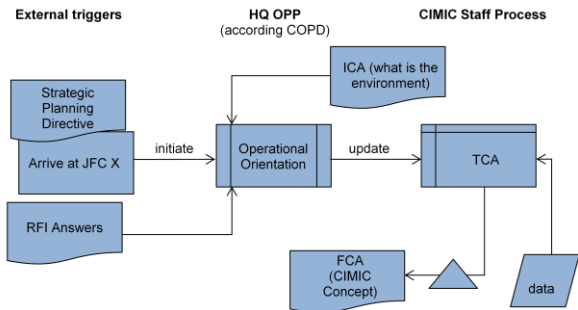 External triggers
HQ OPP
(according COPD)
CIMIC Staff Process
Strategic
Planning
Directive
Arrive at JFC X
RFI Answers
initiate
ICA (what is the
environment)
Operational
Orientation
update
TCA
FCA
(CIMIC
Concept)
data